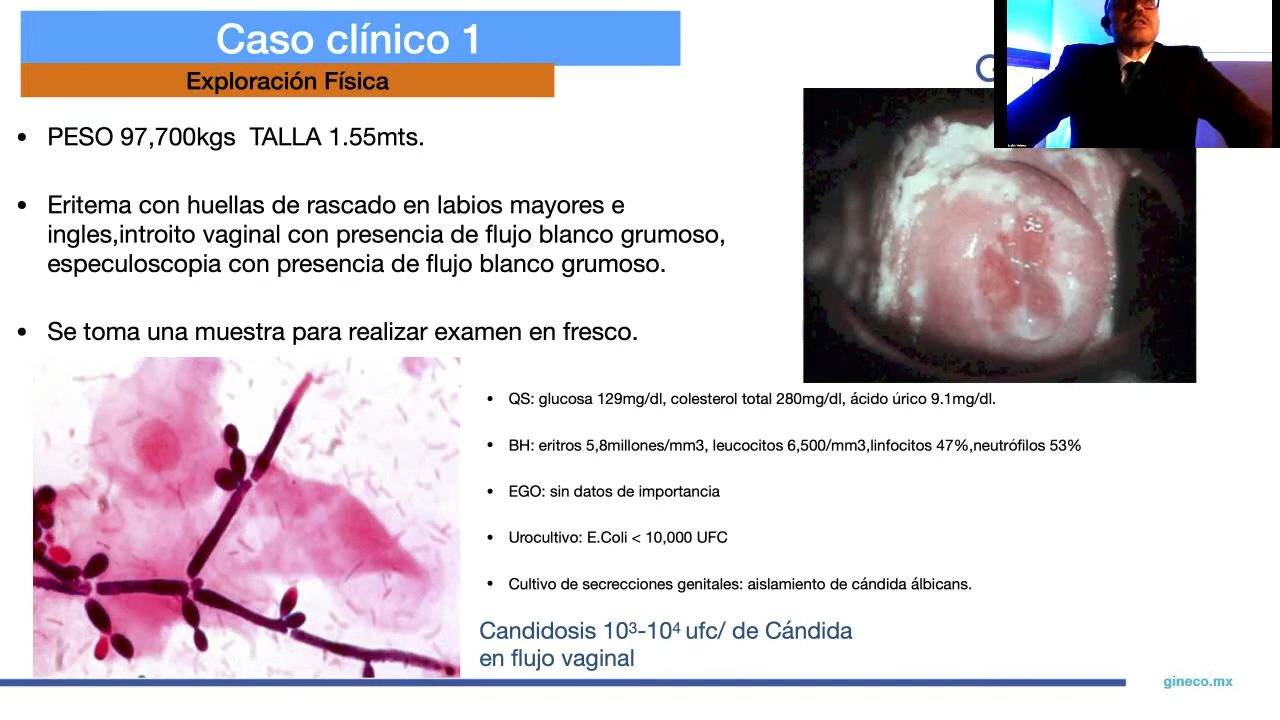 Caso clínico 1
Exploración Física
• PESO 97,700kgs TALLA 1.55mts.
• Eritema con huellas de rascado en labios mayores e
ingles,introito vaginal con presencia de flujo blanco grumoso,
especuloscopia con presencia de flujo blanco grumoso.
• Se toma una muestra para realizar examen en fresco.
• QS: glucosa 129mg/dl, colesterol total 280mg/dl, ácido úrico 9.1mg/dl.
• BH: eritros 5,8millones/mm3, leucocitos 6,500/mm3,linfocitos 47%,neutrófilos 53%
• EGO: sin datos de importancia
• Urocultivo: E.Coli < 10,000 UFC
• Cultivo de secrecciones genitales: aislamiento de cándida álbicans.
Candidosis 10³-10⁴ ufc/ de Cándida
en flujo vaginal
gineco.mx